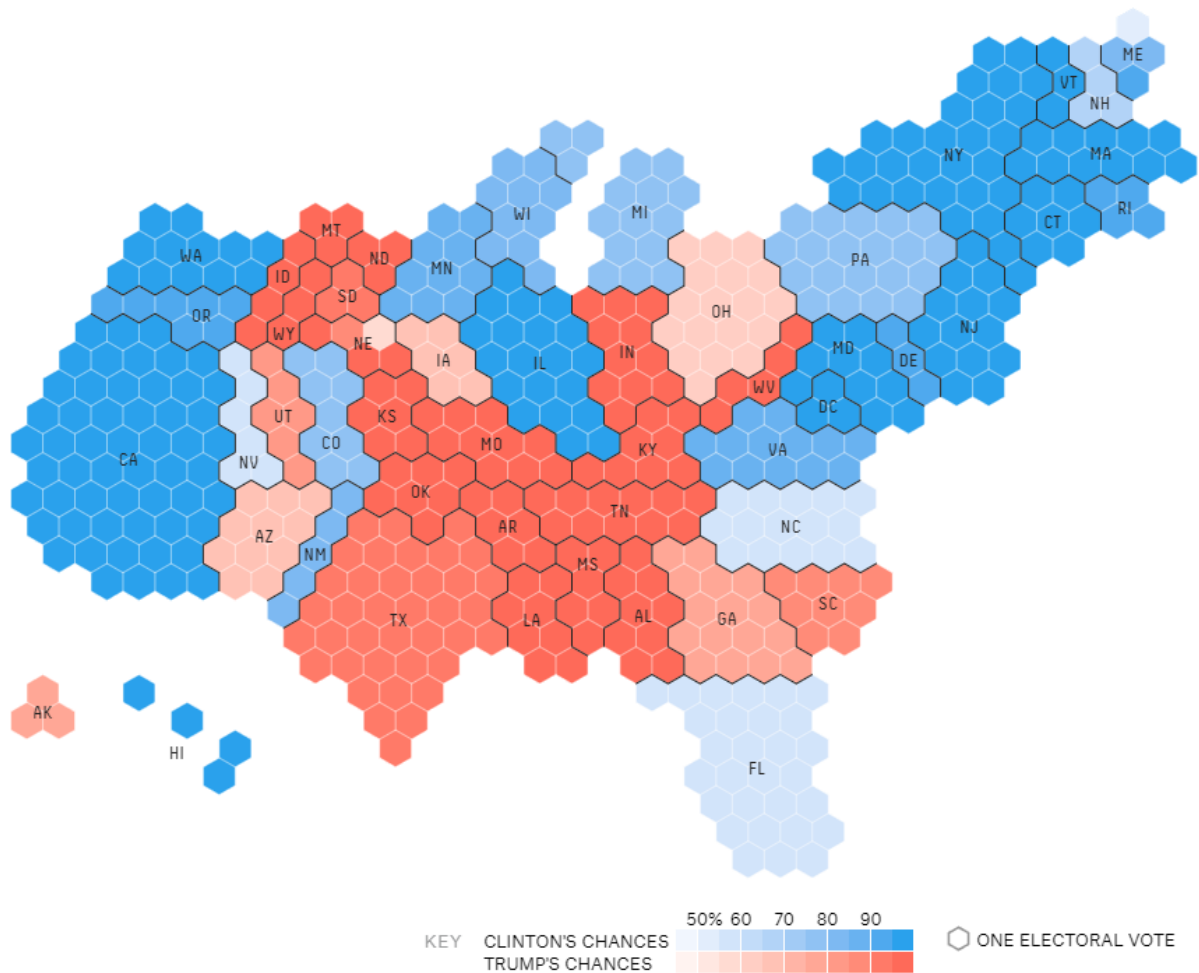 ME
VT
NH
NY
MA
WI
MI
RI
CT
MT
WA
ND
PA
MN
ID
SD
OH
OR
NJ
WY
NE
MD
IN
IA
IL
DE
WV
UT
KS
DC
CO
MO
KY
VA
CA
NV
OK
TN
AR
NC
AZ
NM
MS
SC
TX
LA
AL
GA
AK
HI
FL
50% 60 70 80 90
KEY CLINTON'S CHANCES
TRUMP'S CHANCES
ONE ELECTORAL VOTE